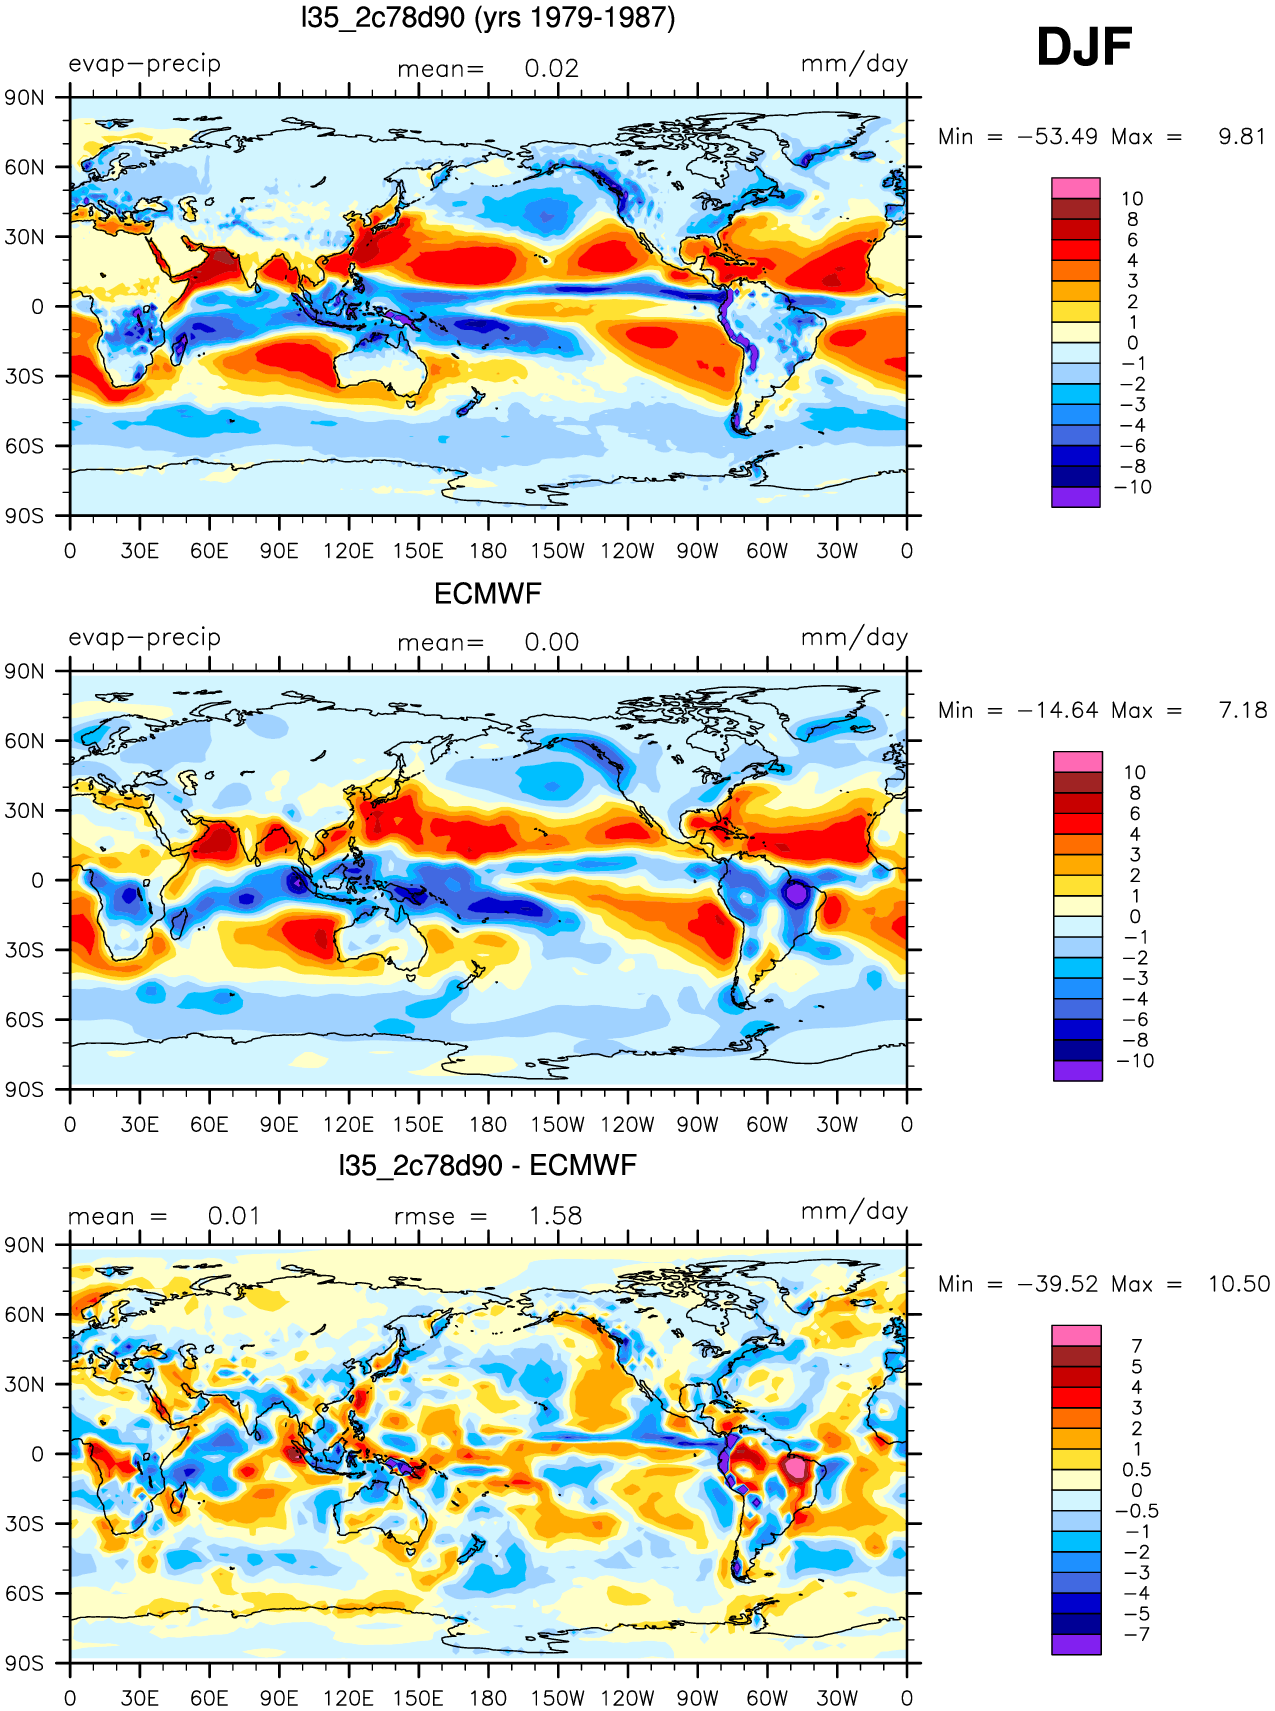 l35_2c78d90 (yrs 1979-1987)
DJF
evap-precip mean= 0.02 mm/day
Min = -53.49 Max = 9.81
90N
60N
30N
0
30S
60S
90S
0 30E 60E 90E 120E 150E 180 150W 120W 90W 60W 30W 0
10
8
6
4
3
2
1
0
-1
-2
-3
-4
-6
-8
-10
ECMWF
evap-precip mean= 0.00 mm/day
Min = -14.64 Max = 7.18
90N
60N
30N
0
30S
60S
90S
0 30E 60E 90E 120E 150E 180 150W 120W 90W 60W 30W 0
10
8
6
4
3
2
1
0
-1
-2
-3
-4
-6
-8
-10
l35_2c78d90 - ECMWF
mean = 0.01 rmse = 1.58 mm/day
Min = -39.52 Max = 10.50
90N
60N
30N
0
30S
60S
90S
0 30E 60E 90E 120E 150E 180 150W 120W 90W 60W 30W 0
7
5
4
3
2
1
0.5
0
-0.5
-1
-2
-3
-4
-5
-7